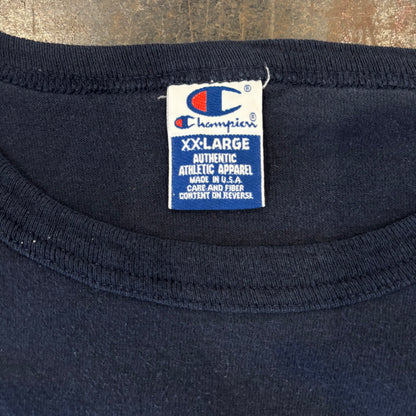 ®
Champion®
XX-LARGE
AUTHENTIC
ATHLETIC APPAREL
MADE IN U.S.A.
CARE AND FIBER
CONTENT ON REVERSE